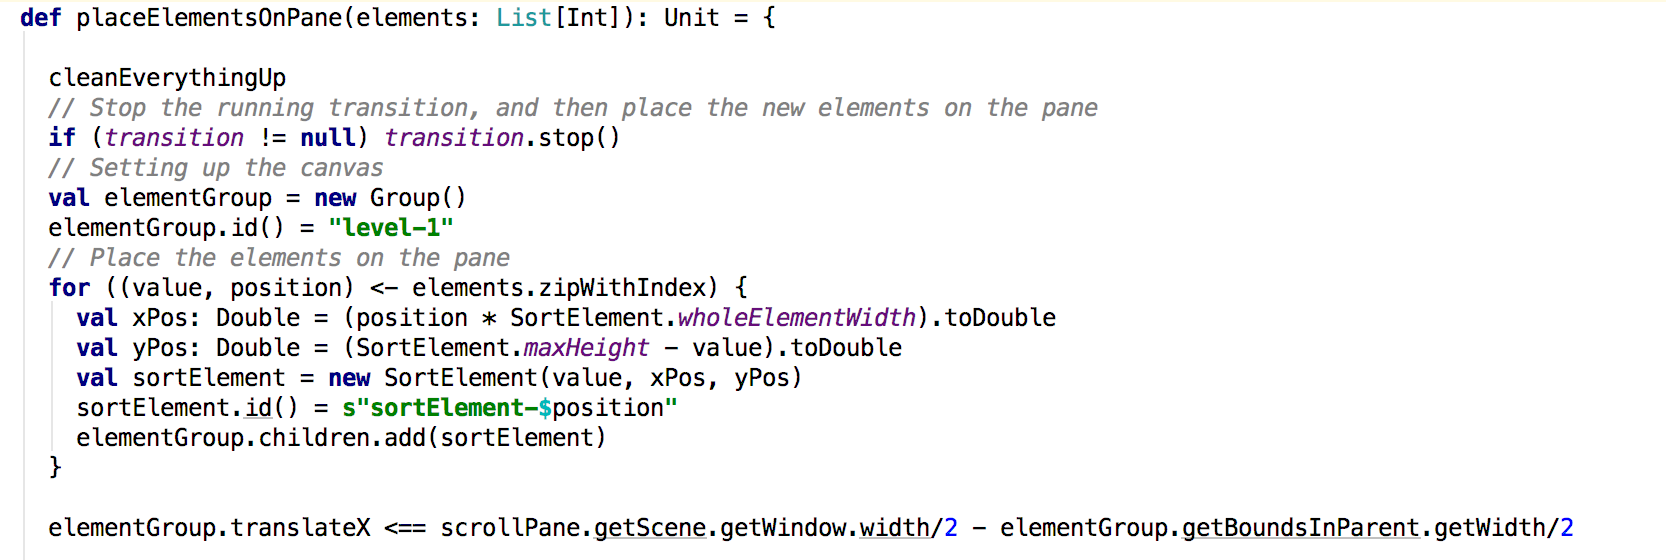 def placeElementsOnPane(elements: List[Int]): Unit = {
cleanEverythingUp
// Stop the running transition, and then place the new elements on the pane
if (transition != null) transition.stop()
// Setting up the canvas
val elementGroup = new Group()
elementGroup.id() = "level-1"
// Place the elements on the pane
for ((value, position) <- elements.zipWithIndex) {
val xPos: Double = (position * SortElement.wholeElementWidth).toDouble
val yPos: Double = (SortElement.maxHeight - value).toDouble
val sortElement = new SortElement(value, xPos, yPos)
sortElement.id() = s"sortElement-$position"
elementGroup.children.add(sortElement)
}
elementGroup.translateX <== scrollPane.getScene.getWindow.width/2 - elementGroup.getBoundsInParent.getWidth/2